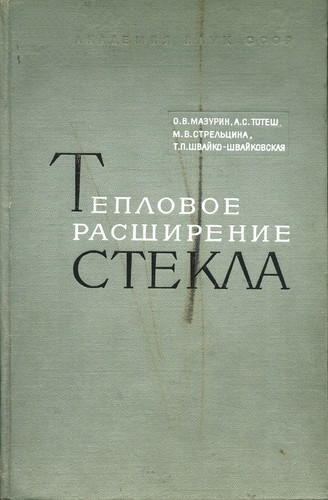 АКАДЕМИЯ НАУК СССР
О.В.МАЗУРИН, А.С.ТОТЕШ,
М.В.СТРЕЛЬЦИНА,
Т.П.ШВАЙКО-ШВАЙКОВСКАЯ
ТЕПЛОВОЕ
РАСШИРЕНИЕ
СТЕКЛА